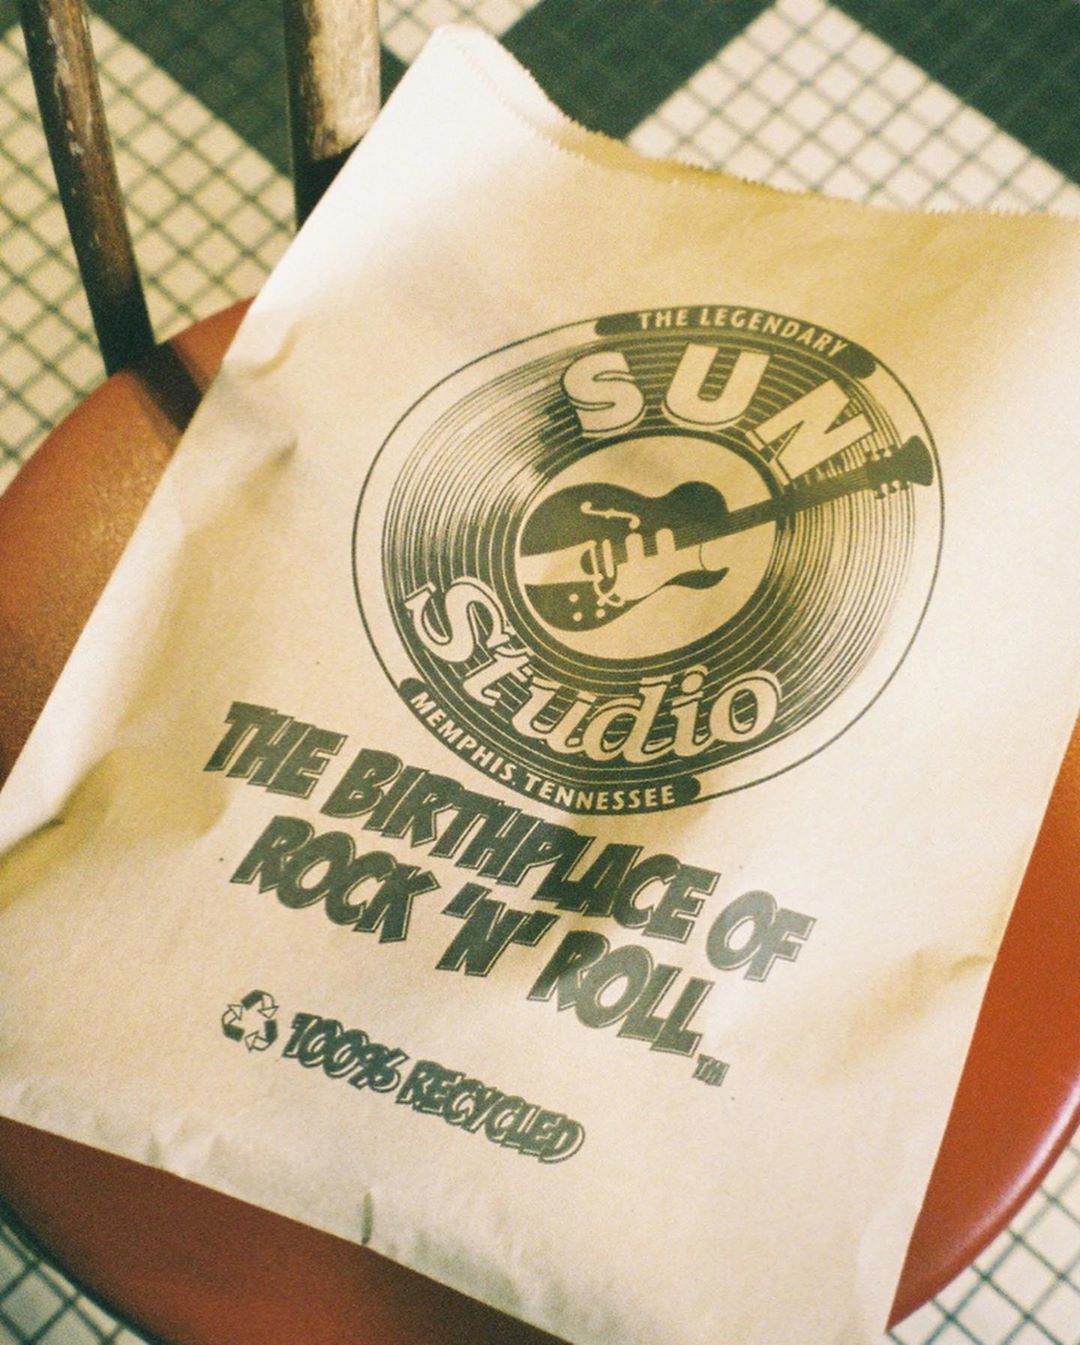 THE LEGENDARY
SUN
Studio
MEMPHIS, TENNESSEE
THE BIRTHPLACE OF
ROCK 'N' ROLL™
100% RECYCLED